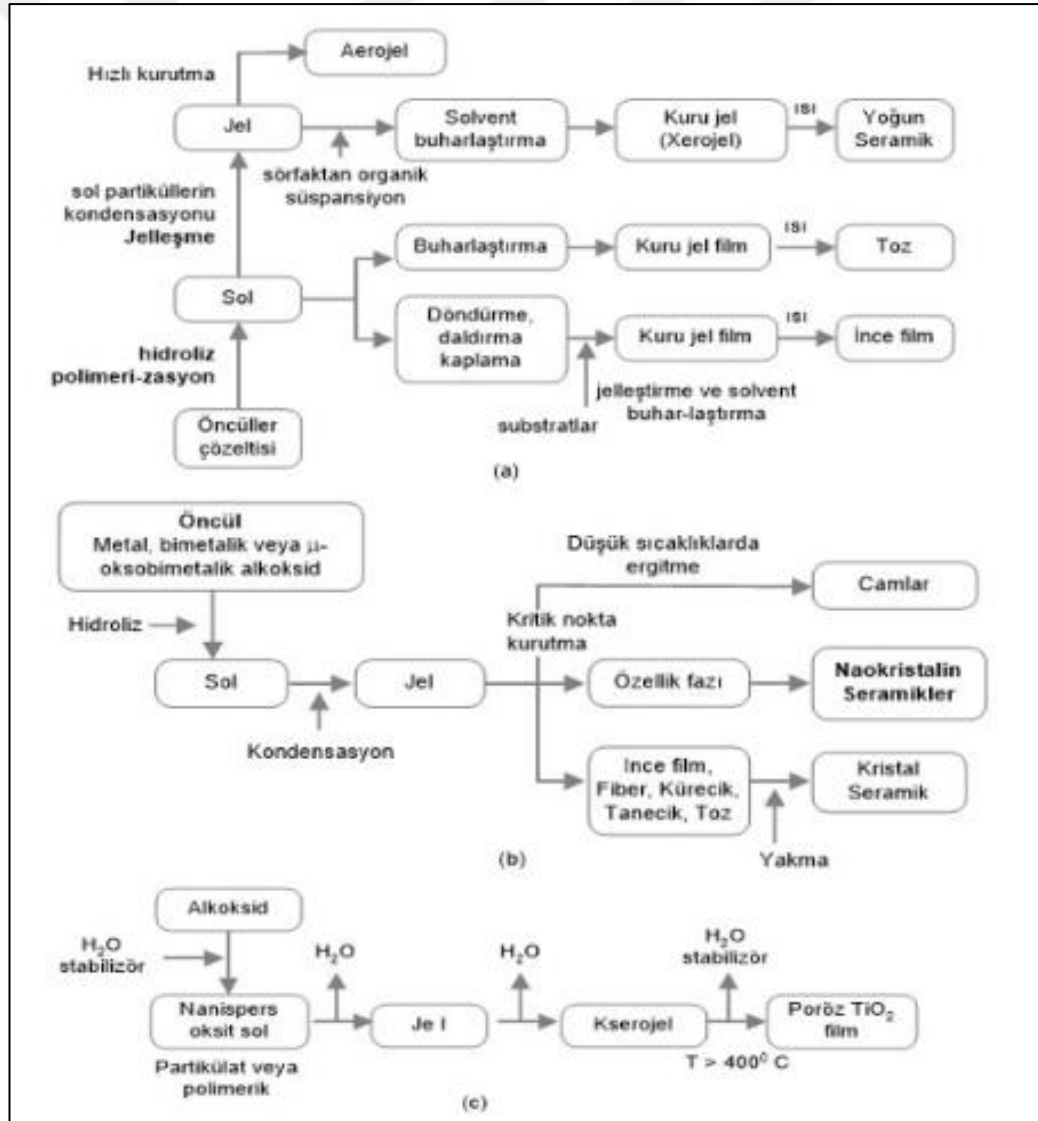 Aerojel
Hızlı kurutma
Jel
Solvent
buharlaştırma
Kuru jel
(Xerojel)
ISI
Yoğun
Seramik
sörfaktan organik
süspansiyon
sol partiküllerin
kondensasyonu
Jelleşme
Buharlaştırma
Kuru jel film
ISI
Toz
Sol
Döndürme,
daldırma
kaplama
Kuru jel film
ISI
İnce film
hidroliz
polimeri-zasyon
jelleştirme ve solvent
buhar-laştırma
substratlar
Öncüller
çözeltisi
(a)
Öncül
Metal, bimetalik veya μ-
oksobimetalik alkoksid
Düşük sıcaklıklarda
ergitme
Camlar
Hidroliz
Kritik nokta
kurutma
Sol
Jel
Özellik fazı
Naokristalin
Seramikler
Kondensasyon
Ince film,
Fiber, Kürecik,
Tanecik, Toz
Kristal
Seramik
Yakma
(b)
Alkoksid
H₂O
stabilizör
H₂O
H₂O
H₂O
stabilizör
Nanispers
oksit sol
Je l
Kserojel
Poröz TiO₂
film
Partikülat veya
polimerik
T > 400⁰ C
(c)